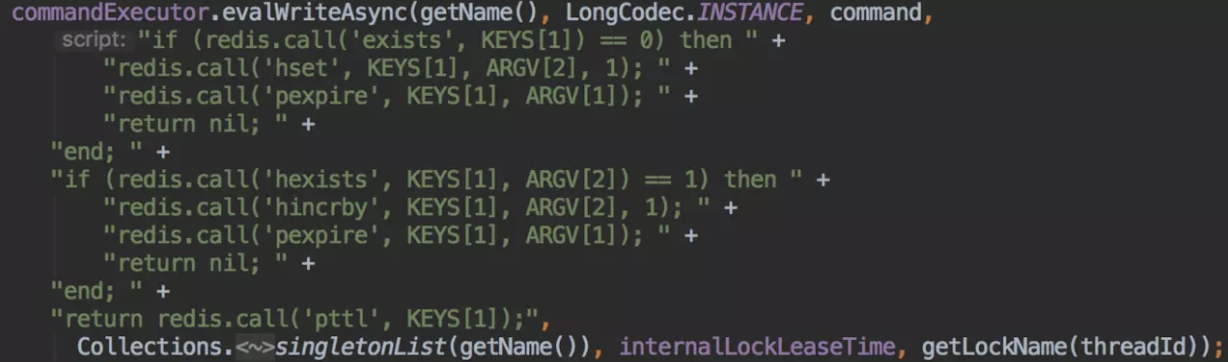 commandExecutor.evalWriteAsync(getName(), LongCodec.INSTANCE, command,
script: "if (redis.call('exists', KEYS[1]) == 0) then " +
"redis.call('hset', KEYS[1], ARGV[2], 1); " +
"redis.call('pexpire', KEYS[1], ARGV[1]); " +
"return nil; " +
"end; " +
"if (redis.call('hexists', KEYS[1], ARGV[2]) == 1) then " +
"redis.call('hincrby', KEYS[1], ARGV[2], 1); " +
"redis.call('pexpire', KEYS[1], ARGV[1]); " +
"return nil; " +
"end; " +
"return redis.call('pttl', KEYS[1]);",
Collections.<~>singletonList(getName()), internalLockLeaseTime, getLockName(threadId));